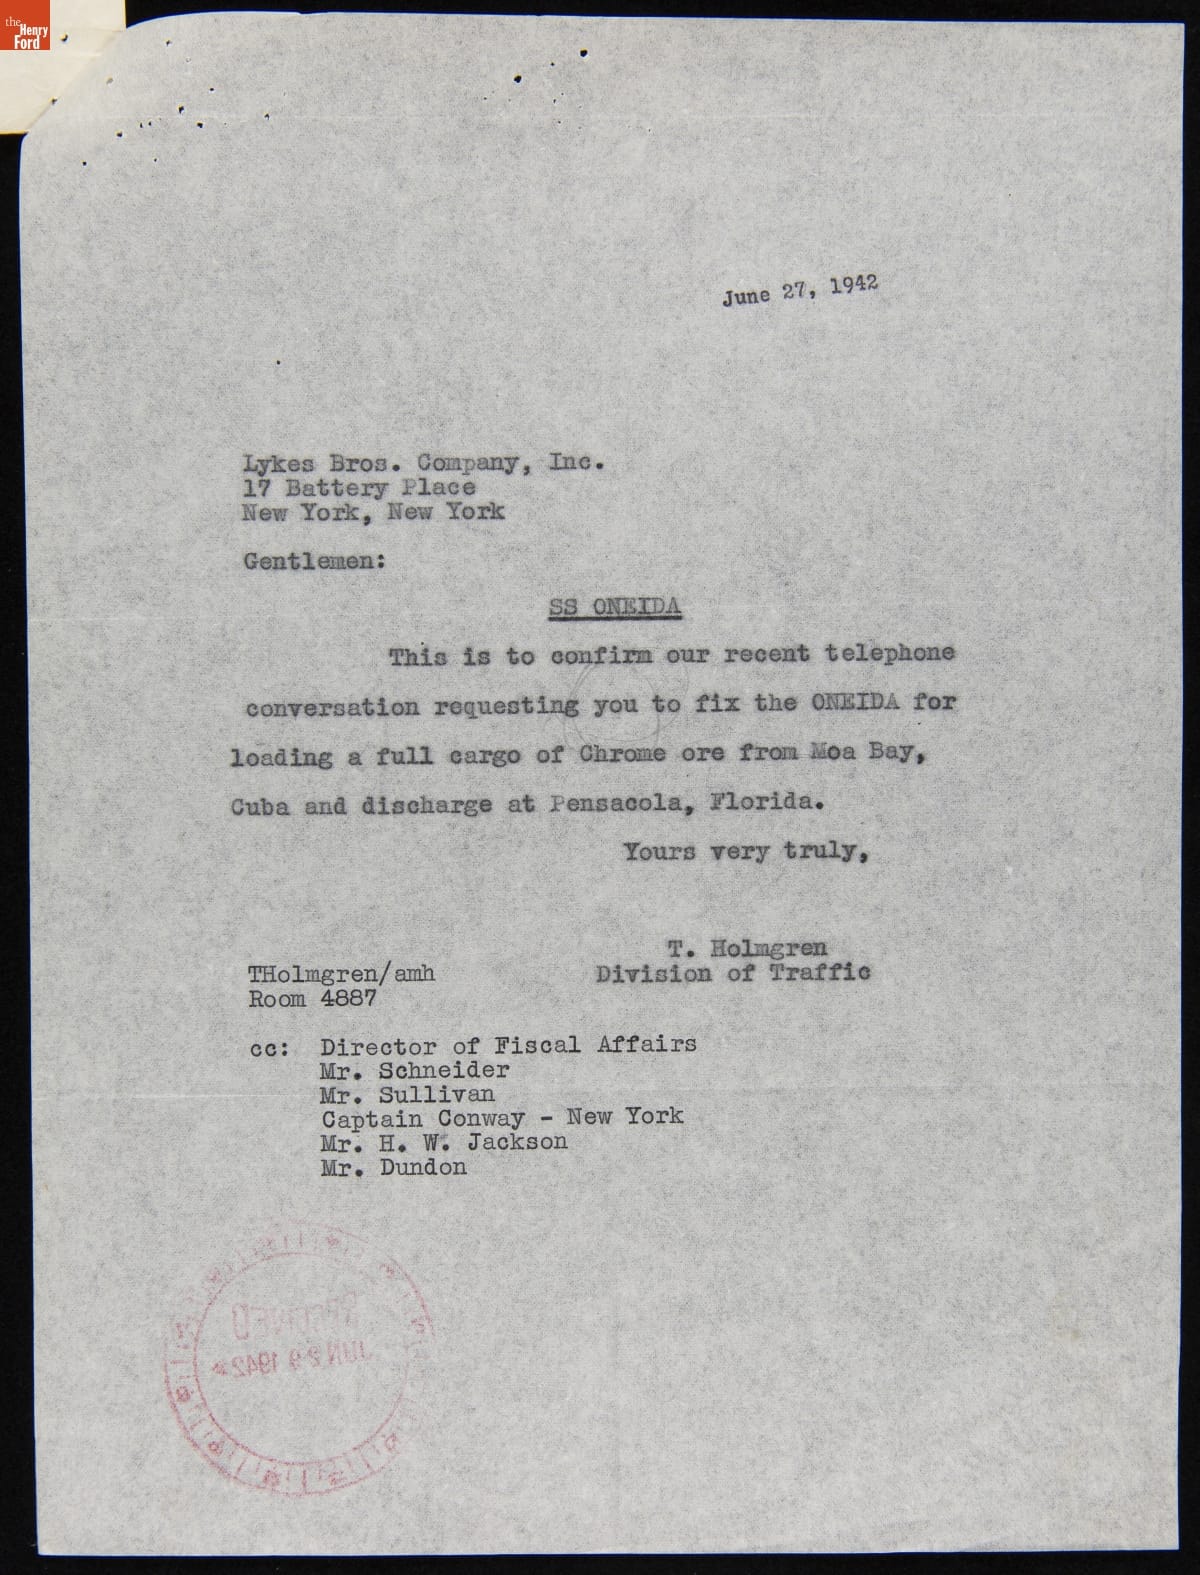 the
Henry
Ford
June 27, 1942
Lykes Bros. Company, Inc.
17 Battery Place
New York, New York
Gentlemen:
SS ONEIDA
This is to confirm our recent telephone
conversation requesting you to fix the ONEIDA for
loading a full cargo of Chrome ore from Moa Bay,
Cuba and discharge at Pensacola, Florida.
Yours very truly,
T. Holmgren
Division of Traffic
THolmgren/amh
Room 4887
cc: Director of Fiscal Affairs
Mr. Schneider
Mr. Sullivan
Captain Conway - New York
Mr. H. W. Jackson
Mr. Dundon
JUN 29 1942